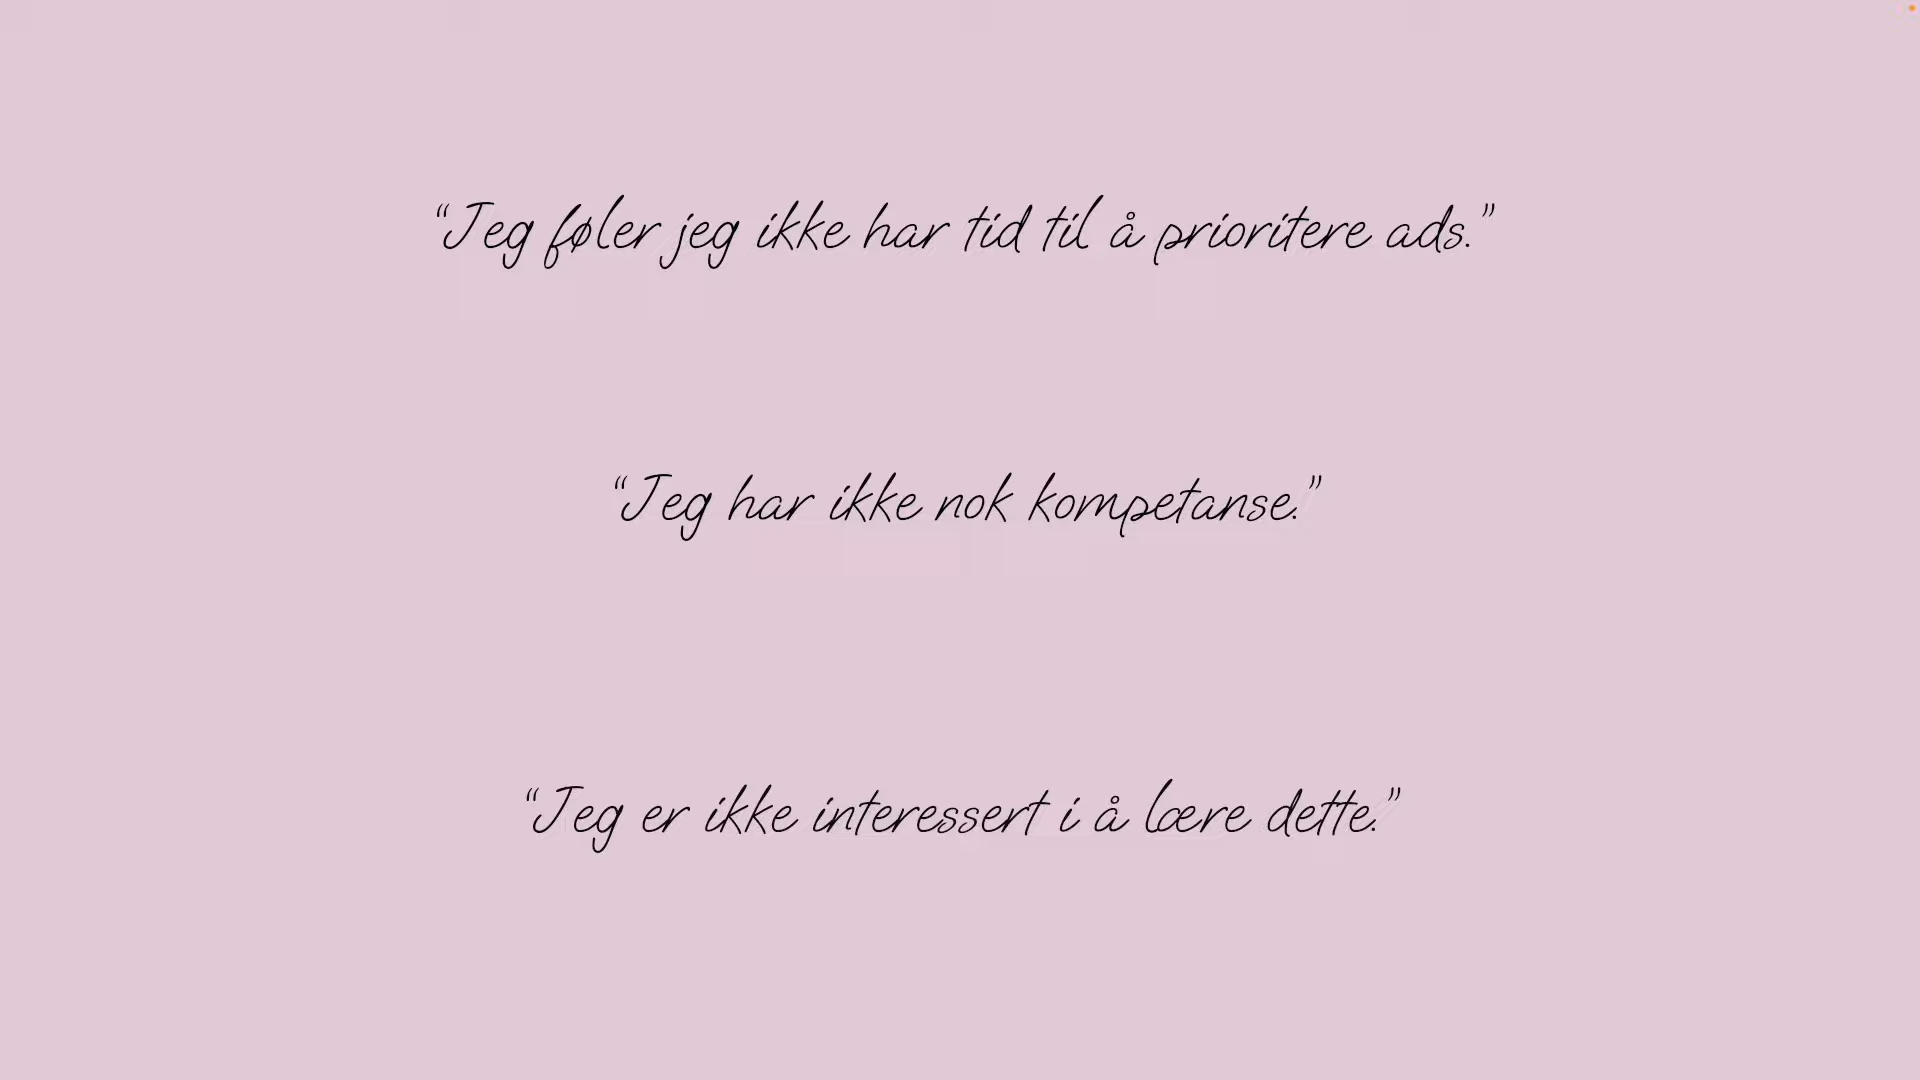 “Jeg føler jeg ikke har tid til å prioritere ads.”
“Jeg har ikke nok kompetanse.”
“Jeg er ikke interessert i å lære dette.”